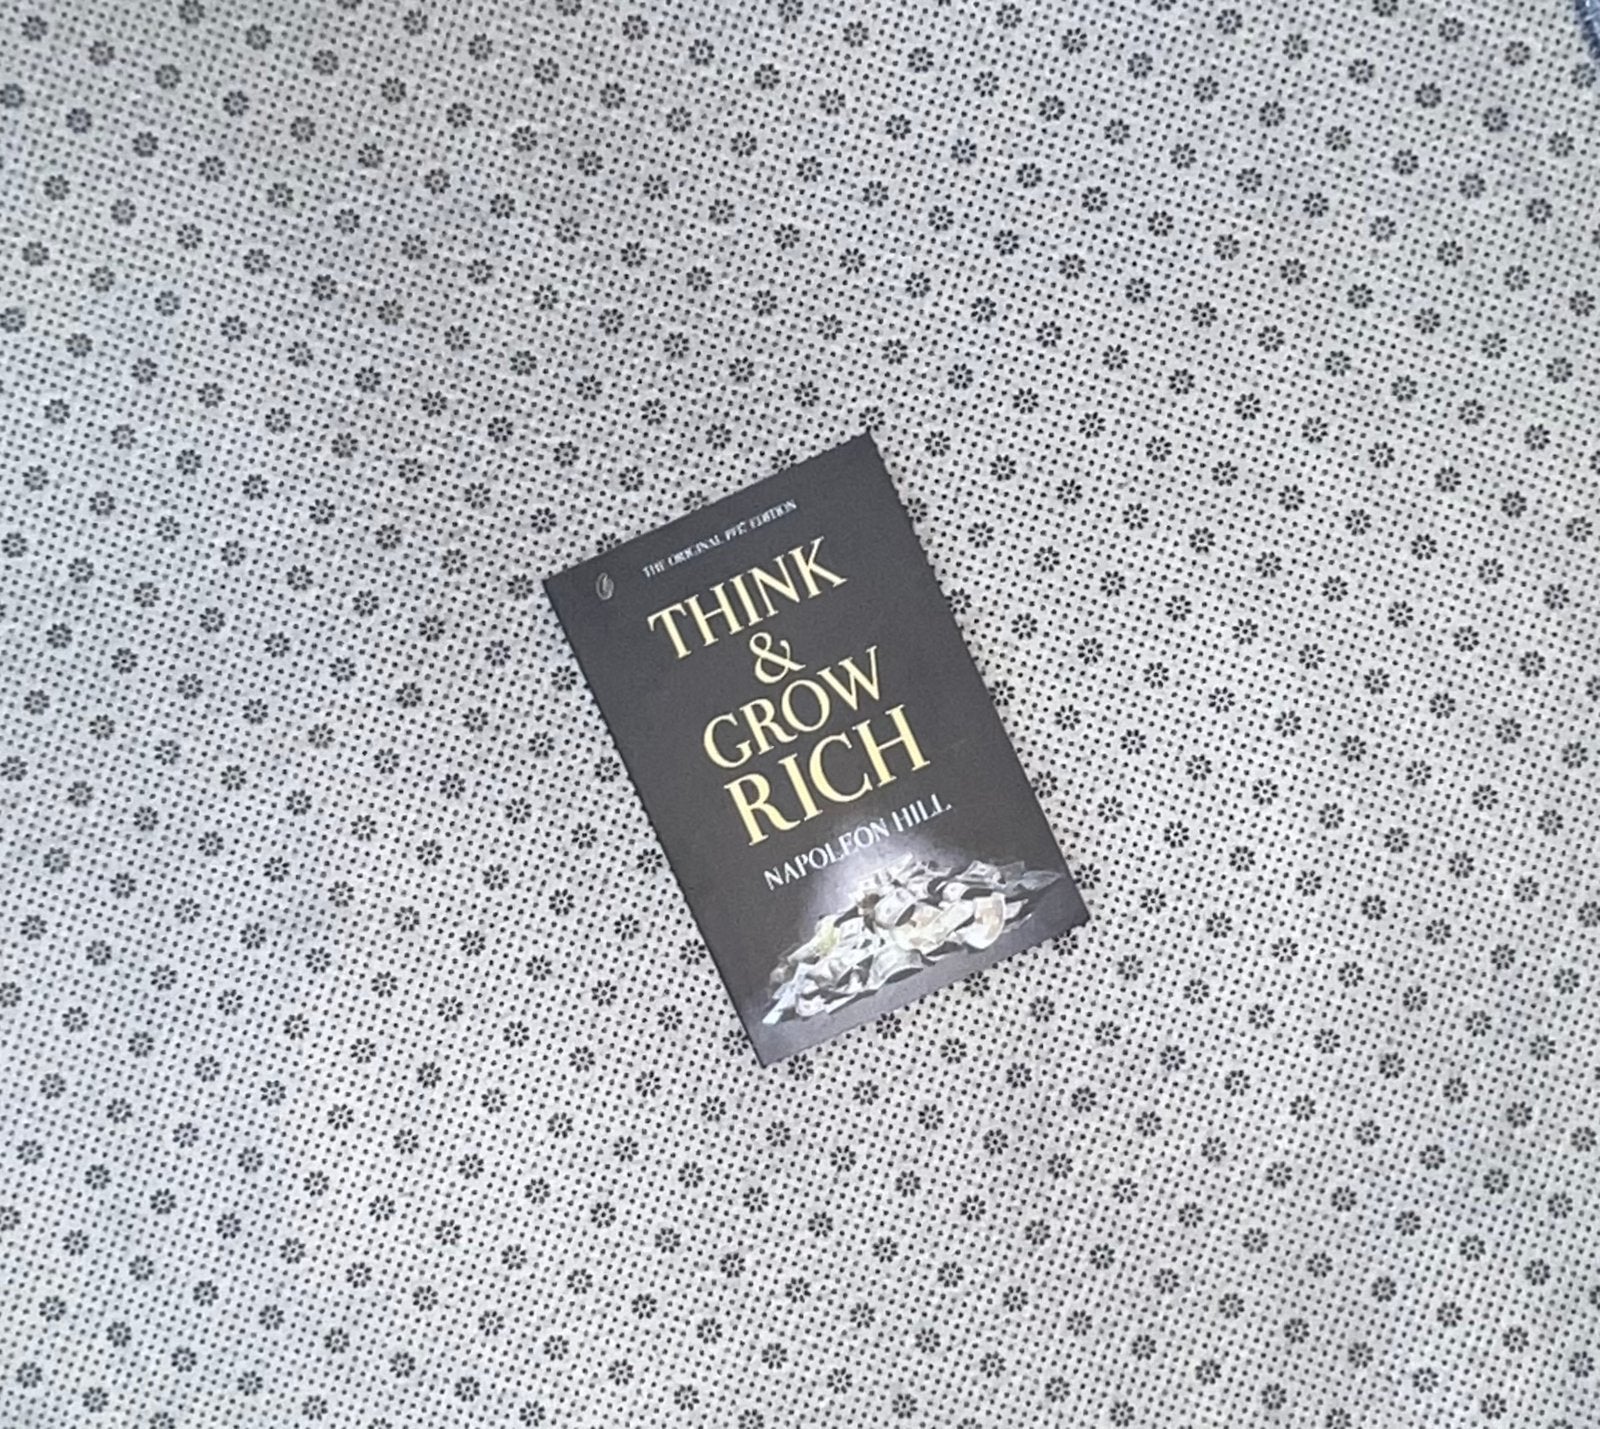 THE ORIGINAL 1937 EDITION
THINK
&
GROW
RICH
NAPOLEON HILL